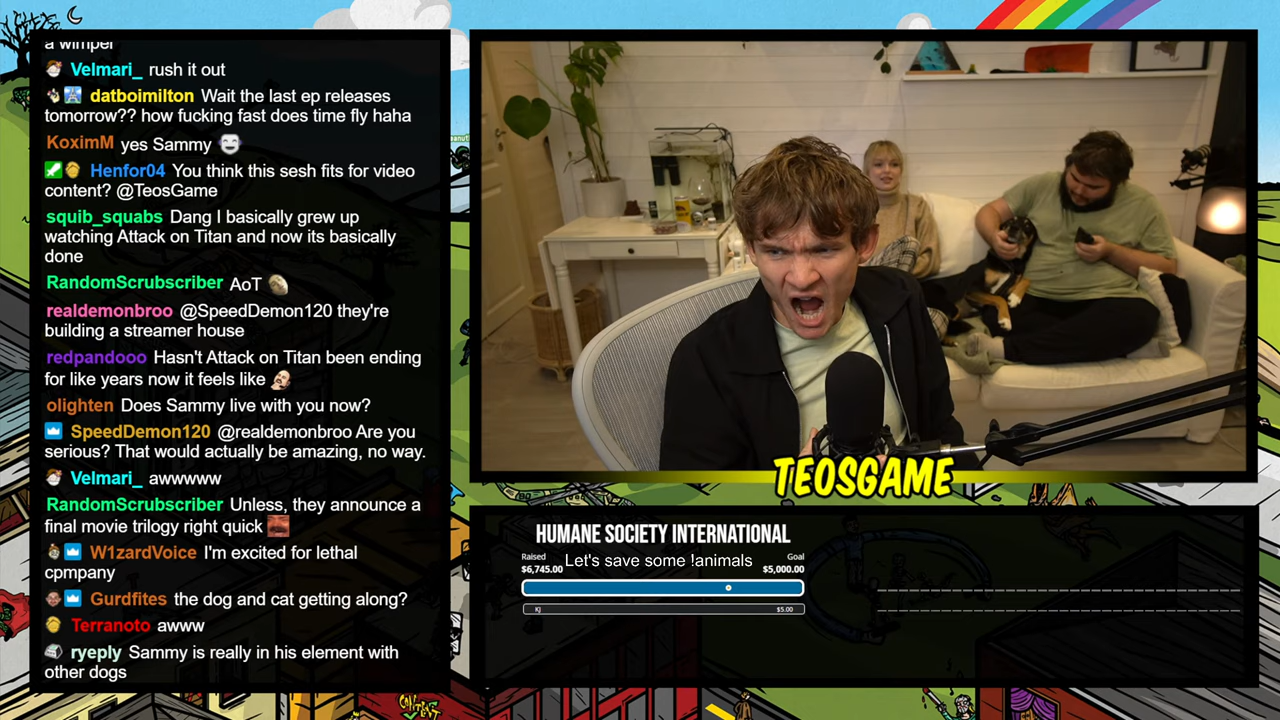 a wimper
Velmari_ rush it out
datboimilton Wait the last ep releases
tomorrow?? how fucking fast does time fly haha
KoximM yes Sammy
Henfor04 You think this sesh fits for video
content? @TeosGame
squib_squabs Dang I basically grew up
watching Attack on Titan and now its basically
done
RandomScrubscriber AoT
realdemonbroo @SpeedDemon120 they're
building a streamer house
redpandooo Hasn't Attack on Titan been ending
for like years now it feels like
olighten Does Sammy live with you now?
SpeedDemon120 @realdemonbroo Are you
serious? That would actually be amazing, no way.
Velmari_ awwwww
RandomScrubscriber Unless, they announce a
final movie trilogy right quick
W1zardVoice I'm excited for lethal
cpmpany
Gurdfites the dog and cat getting along?
Terranoto awww
ryeply Sammy is really in his element with
other dogs
TEOSGAME
HUMANE SOCIETY INTERNATIONAL
Raised Let's save some !animals Goal
$6,745.00 $5,000.00
KJ $5.00